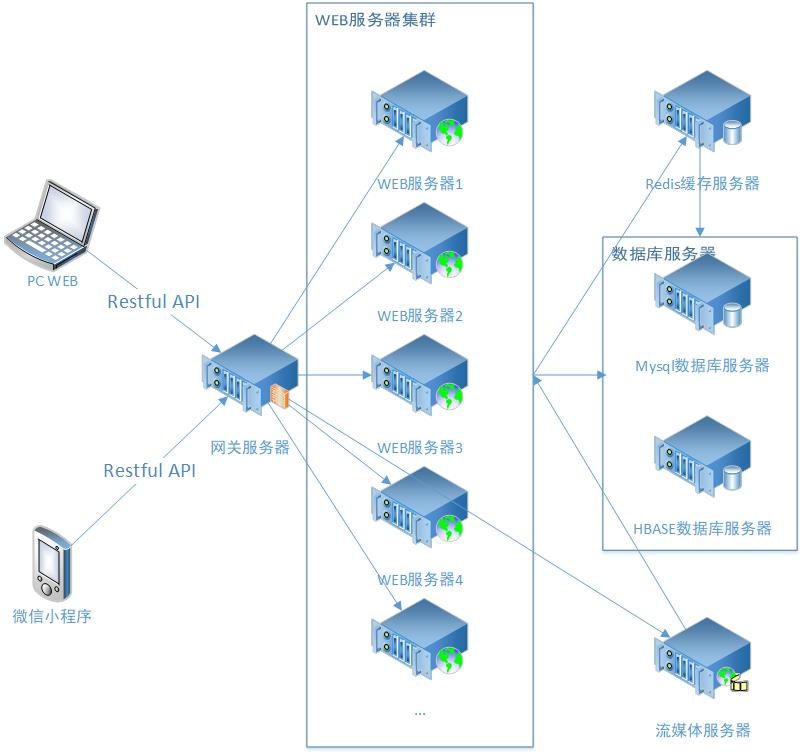 WEB服务器集群
WEB服务器1
Redis缓存服务器
数据库服务器
PC WEB
Restful API
WEB服务器2
Mysql数据库服务器
网关服务器
WEB服务器3
Restful API
HBASE数据库服务器
WEB服务器4
微信小程序
...
流媒体服务器